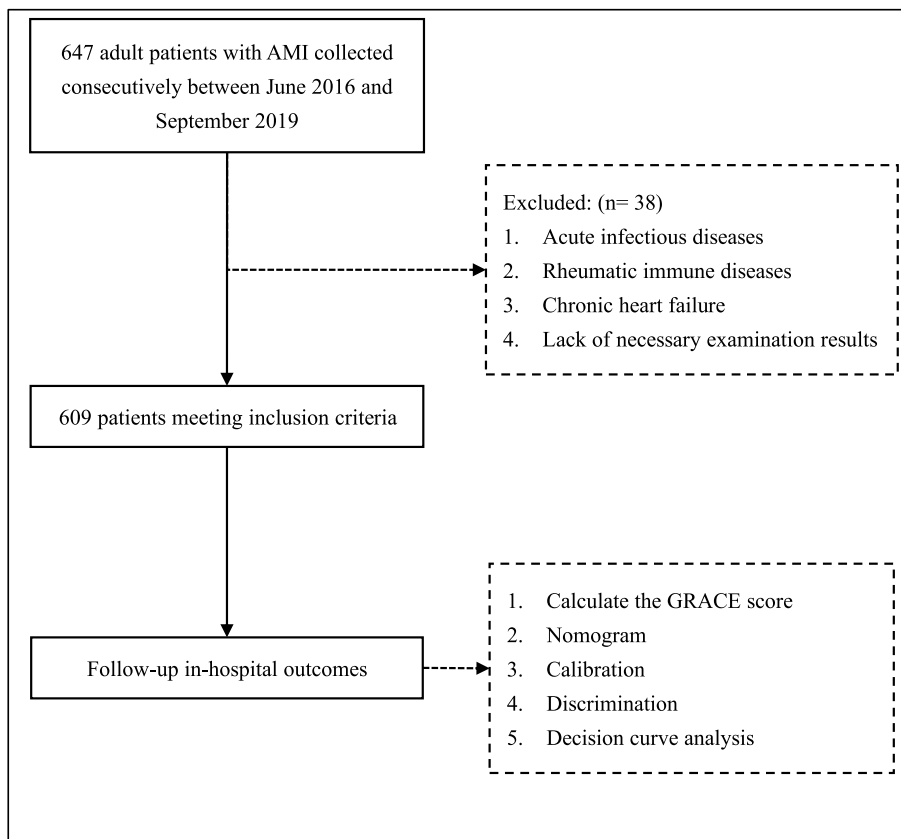 647 adult patients with AMI collected
consecutively between June 2016 and
September 2019
Excluded: (n= 38)
1. Acute infectious diseases
2. Rheumatic immune diseases
3. Chronic heart failure
4. Lack of necessary examination results
609 patients meeting inclusion criteria
Follow-up in-hospital outcomes
1. Calculate the GRACE score
2. Nomogram
3. Calibration
4. Discrimination
5. Decision curve analysis